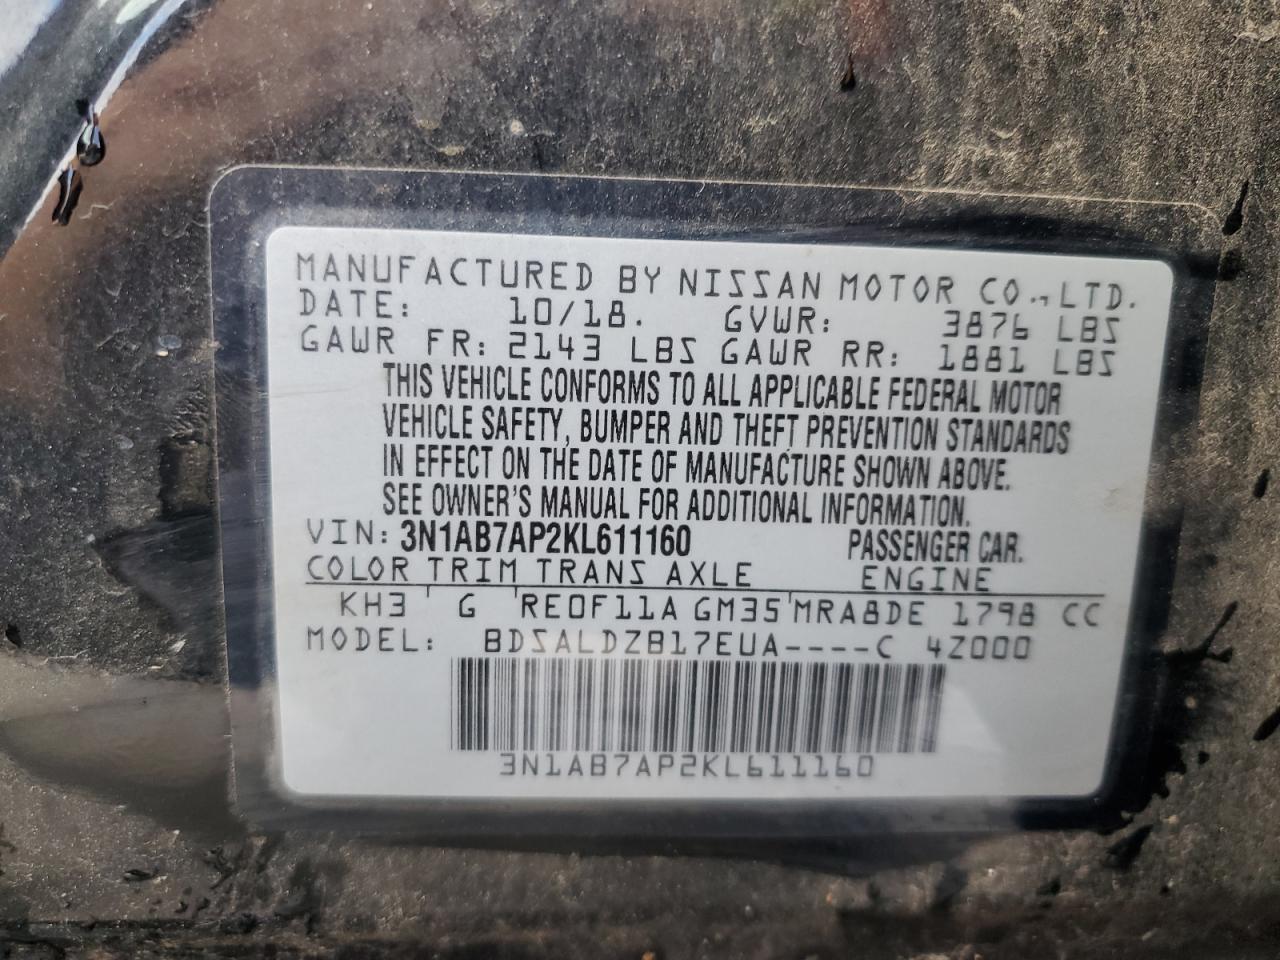 MANUFACTURED BY NISSAN MOTOR CO.,LTD.
DATE: 10/18. GVWR: 3876 LBS
GAWR FR: 2143 LBS GAWR RR: 1881 LBS
THIS VEHICLE CONFORMS TO ALL APPLICABLE FEDERAL MOTOR
VEHICLE SAFETY, BUMPER AND THEFT PREVENTION STANDARDS
IN EFFECT ON THE DATE OF MANUFACTURE SHOWN ABOVE.
SEE OWNER'S MANUAL FOR ADDITIONAL INFORMATION.
VIN: 3N1AB7AP2KL611160 PASSENGER CAR.
COLOR TRIM TRANS AXLE ENGINE
KH3 ' G 'RE0F11A GM35'MRA8DE 1798 CC
MODEL: BDSALDZB17EUA----C 4Z000
3N1AB7AP2KL611160